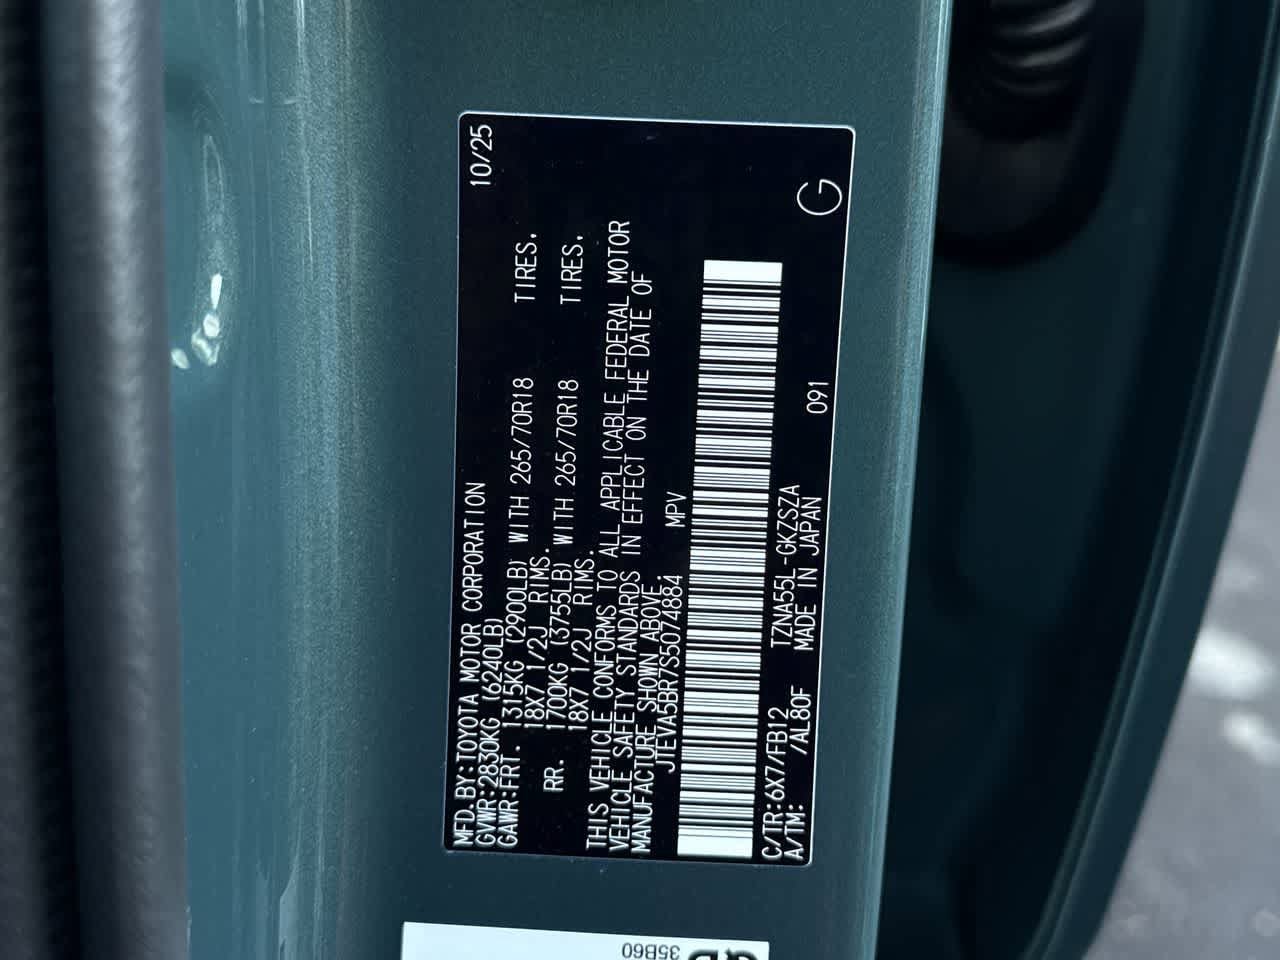 MFD.BY:TOYOTA MOTOR CORPORATION 10/25
GVWR:2830KG (6240LB)
GAWR:FRT. 1315KG (2900LB) WITH 265/70R18 TIRES,
18X7 1/2J RIMS.
RR. 1700KG (3755LB) WITH 265/70R18 TIRES,
18X7 1/2J RIMS.
THIS VEHICLE CONFORMS TO ALL APPLICABLE FEDERAL MOTOR
VEHICLE SAFETY STANDARDS IN EFFECT ON THE DATE OF
MANUFACTURE SHOWN ABOVE.
JTEVA5BR7S5074884 MPV
C/TR:6X7/FB12 TZNA55L-GKZSZA
A/TM: /AL80F MADE IN JAPAN 091 G
35B60